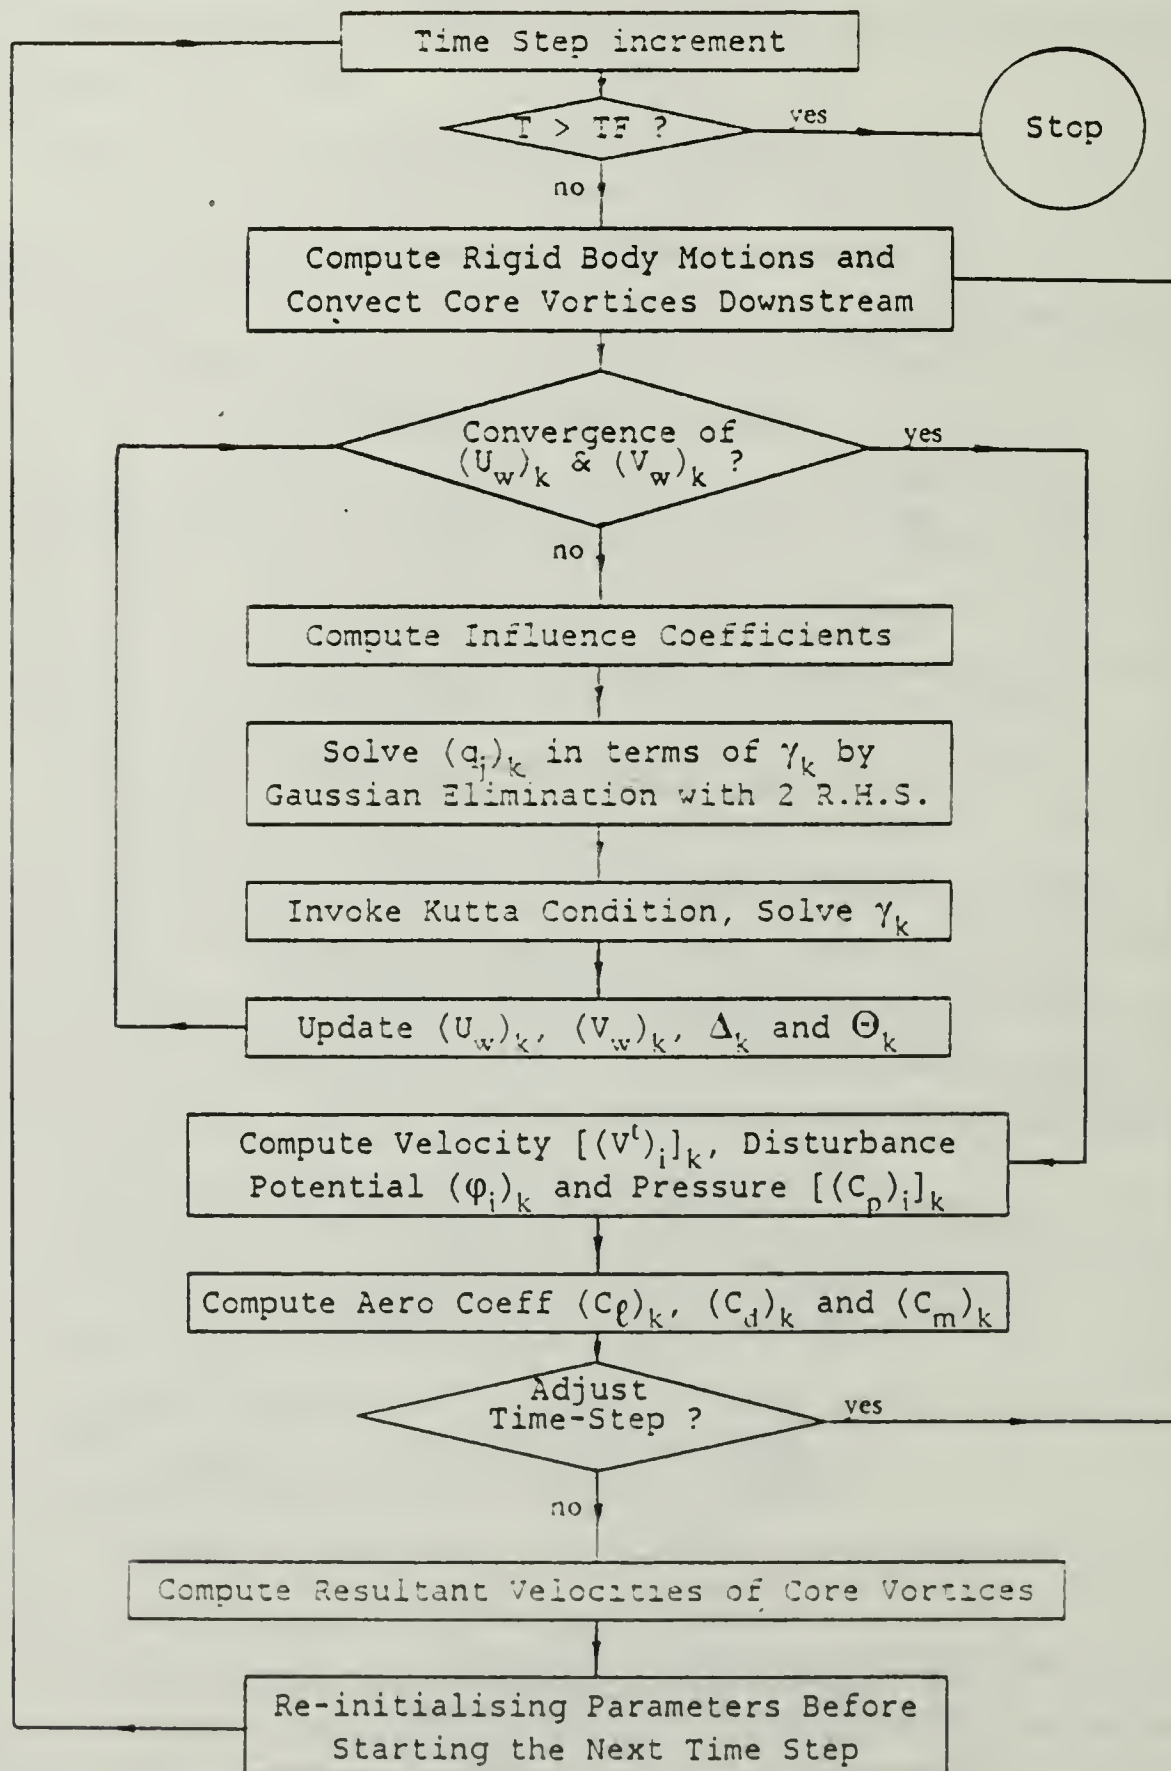 Time Step increment
T > TF ?
yes
Stop
no
Compute Rigid Body Motions and
Convect Core Vortices Downstream
Convergence of
(U_w)_k & (V_w)_k ?
yes
no
Compute Influence Coefficients
Solve (q_j)_k in terms of γ_k by
Gaussian Elimination with 2 R.H.S.
Invoke Kutta Condition, Solve γ_k
Update (U_w)_k, (V_w)_k, Δ_k and Θ_k
Compute Velocity [(V^t)_i]_k, Disturbance
Potential (φ_i)_k and Pressure [(C_p)_i]_k
Compute Aero Coeff (C_ℓ)_k, (C_d)_k and (C_m)_k
Adjust
Time-Step ?
yes
no
Compute Resultant Velocities of Core Vortices
Re-initialising Parameters Before
Starting the Next Time Step